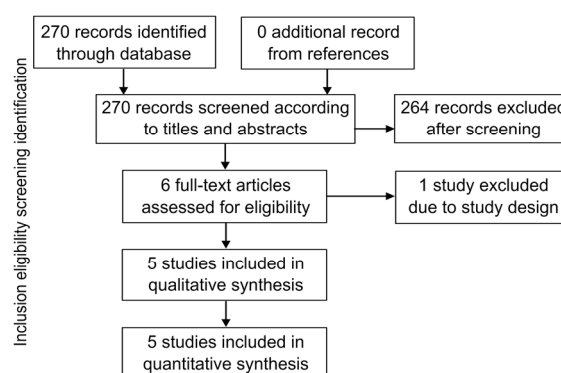 270 records identified
through database
0 additional record
from references
270 records screened according
to titles and abstracts
264 records excluded
after screening
6 full-text articles
assessed for eligibility
1 study excluded
due to study design
5 studies included in
qualitative synthesis
5 studies included in
quantitative synthesis
Inclusion eligibility screening identification